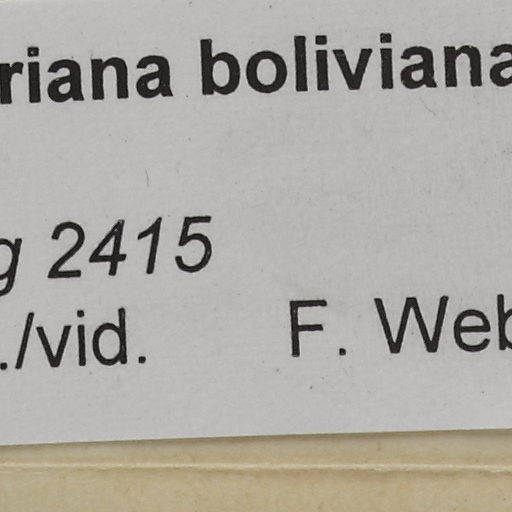 riana boliviana
g 2415
./vid. F. Web